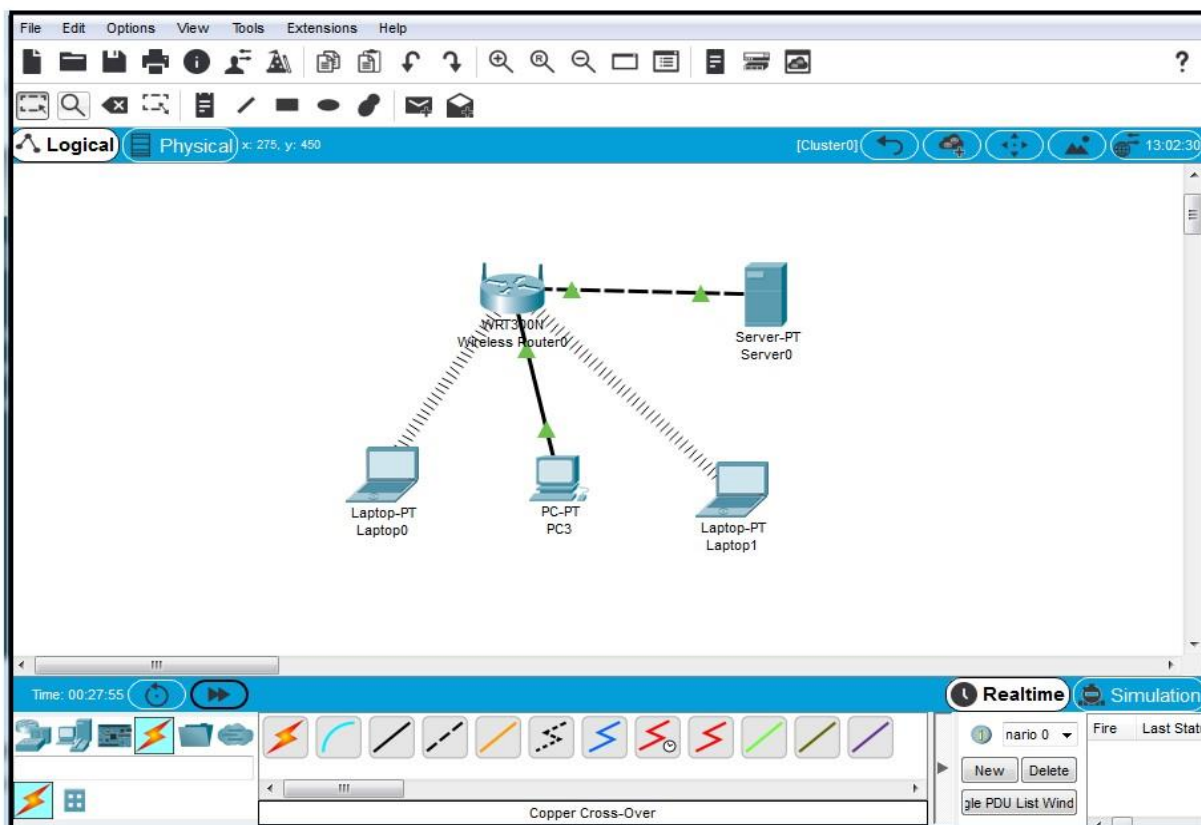 File Edit Options View Tools Extensions Help
?
Logical Physical x: 275, y: 450 [Cluster0] 13:02:30
WRT300N
Wireless Router0
Server-PT
Server0
Laptop-PT
Laptop0
PC-PT
PC3
Laptop-PT
Laptop1
Time: 00:27:55 Realtime Simulation
nario 0 Fire Last Stat
New Delete
gle PDU List Wind
Copper Cross-Over